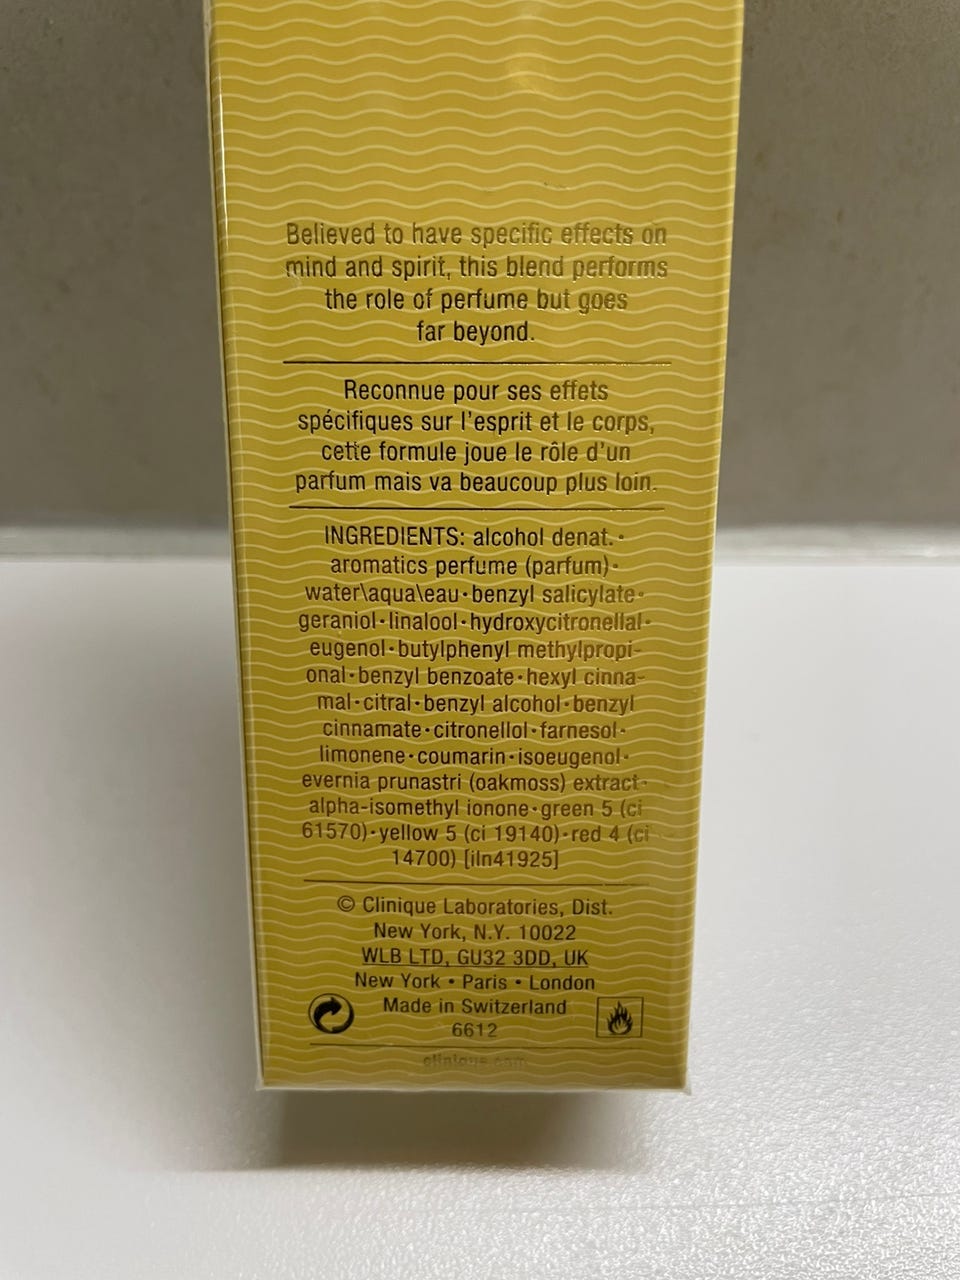 Believed to have specific effects on
mind and spirit, this blend performs
the role of perfume but goes
far beyond.
Reconnue pour ses effets
spécifiques sur l'esprit et le corps,
cette formule joue le rôle d'un
parfum mais va beaucoup plus loin.
INGREDIENTS: alcohol denat.•
aromatics perfume (parfum)•
water\aqua\eau•benzyl salicylate•
geraniol•linalool•hydroxycitronellal•
eugenol•butylphenyl methylpropi-
onal•benzyl benzoate•hexyl cinna-
mal•citral•benzyl alcohol•benzyl
cinnamate•citronellol•farnesol•
limonene•coumarin•isoeugenol•
evernia prunastri (oakmoss) extract•
alpha-isomethyl ionone•green 5 (ci
61570)•yellow 5 (ci 19140)•red 4 (ci
14700) [iln41925]
© Clinique Laboratories, Dist.
New York, N.Y. 10022
WLB LTD, GU32 3DD, UK
New York • Paris • London
Made in Switzerland
6612
clinique.com